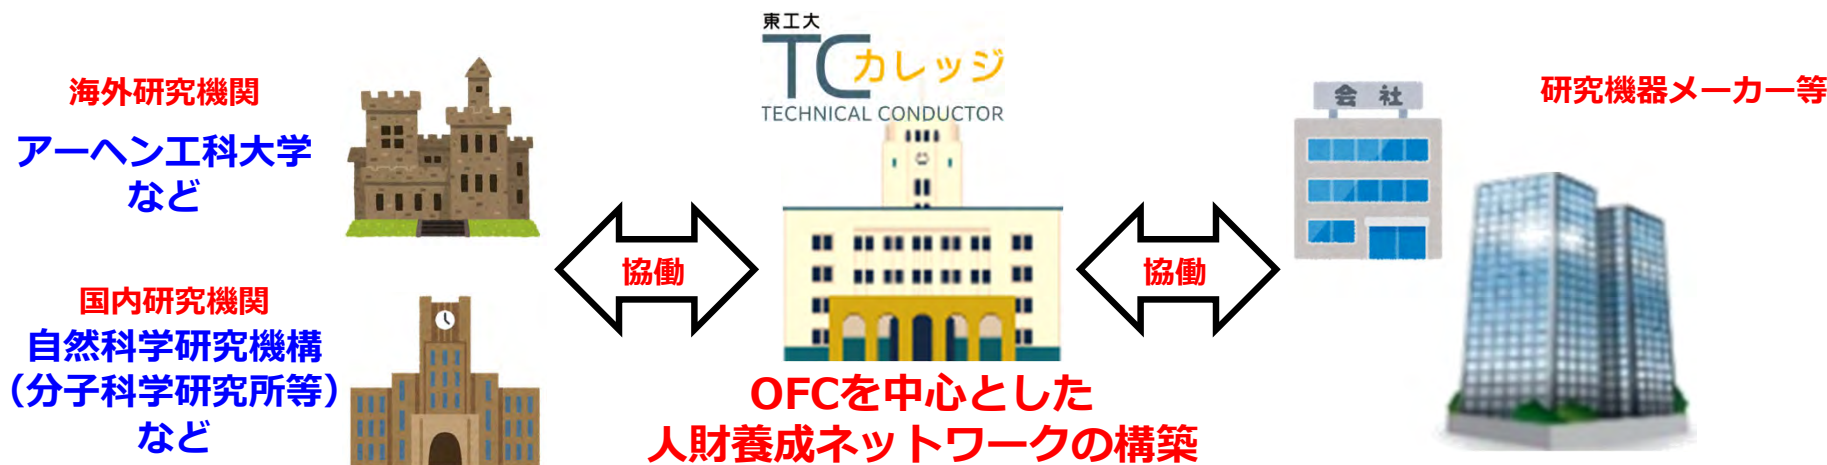 海外研究機関
アーヘン工科大学
など
国内研究機関
自然科学研究機構
（分子科学研究所等）
など
協働
東工大
TCカレッジ
TECHNICAL CONDUCTOR
OFCを中心とした
人財養成ネットワークの構築
協働
会社
研究機器メーカー等